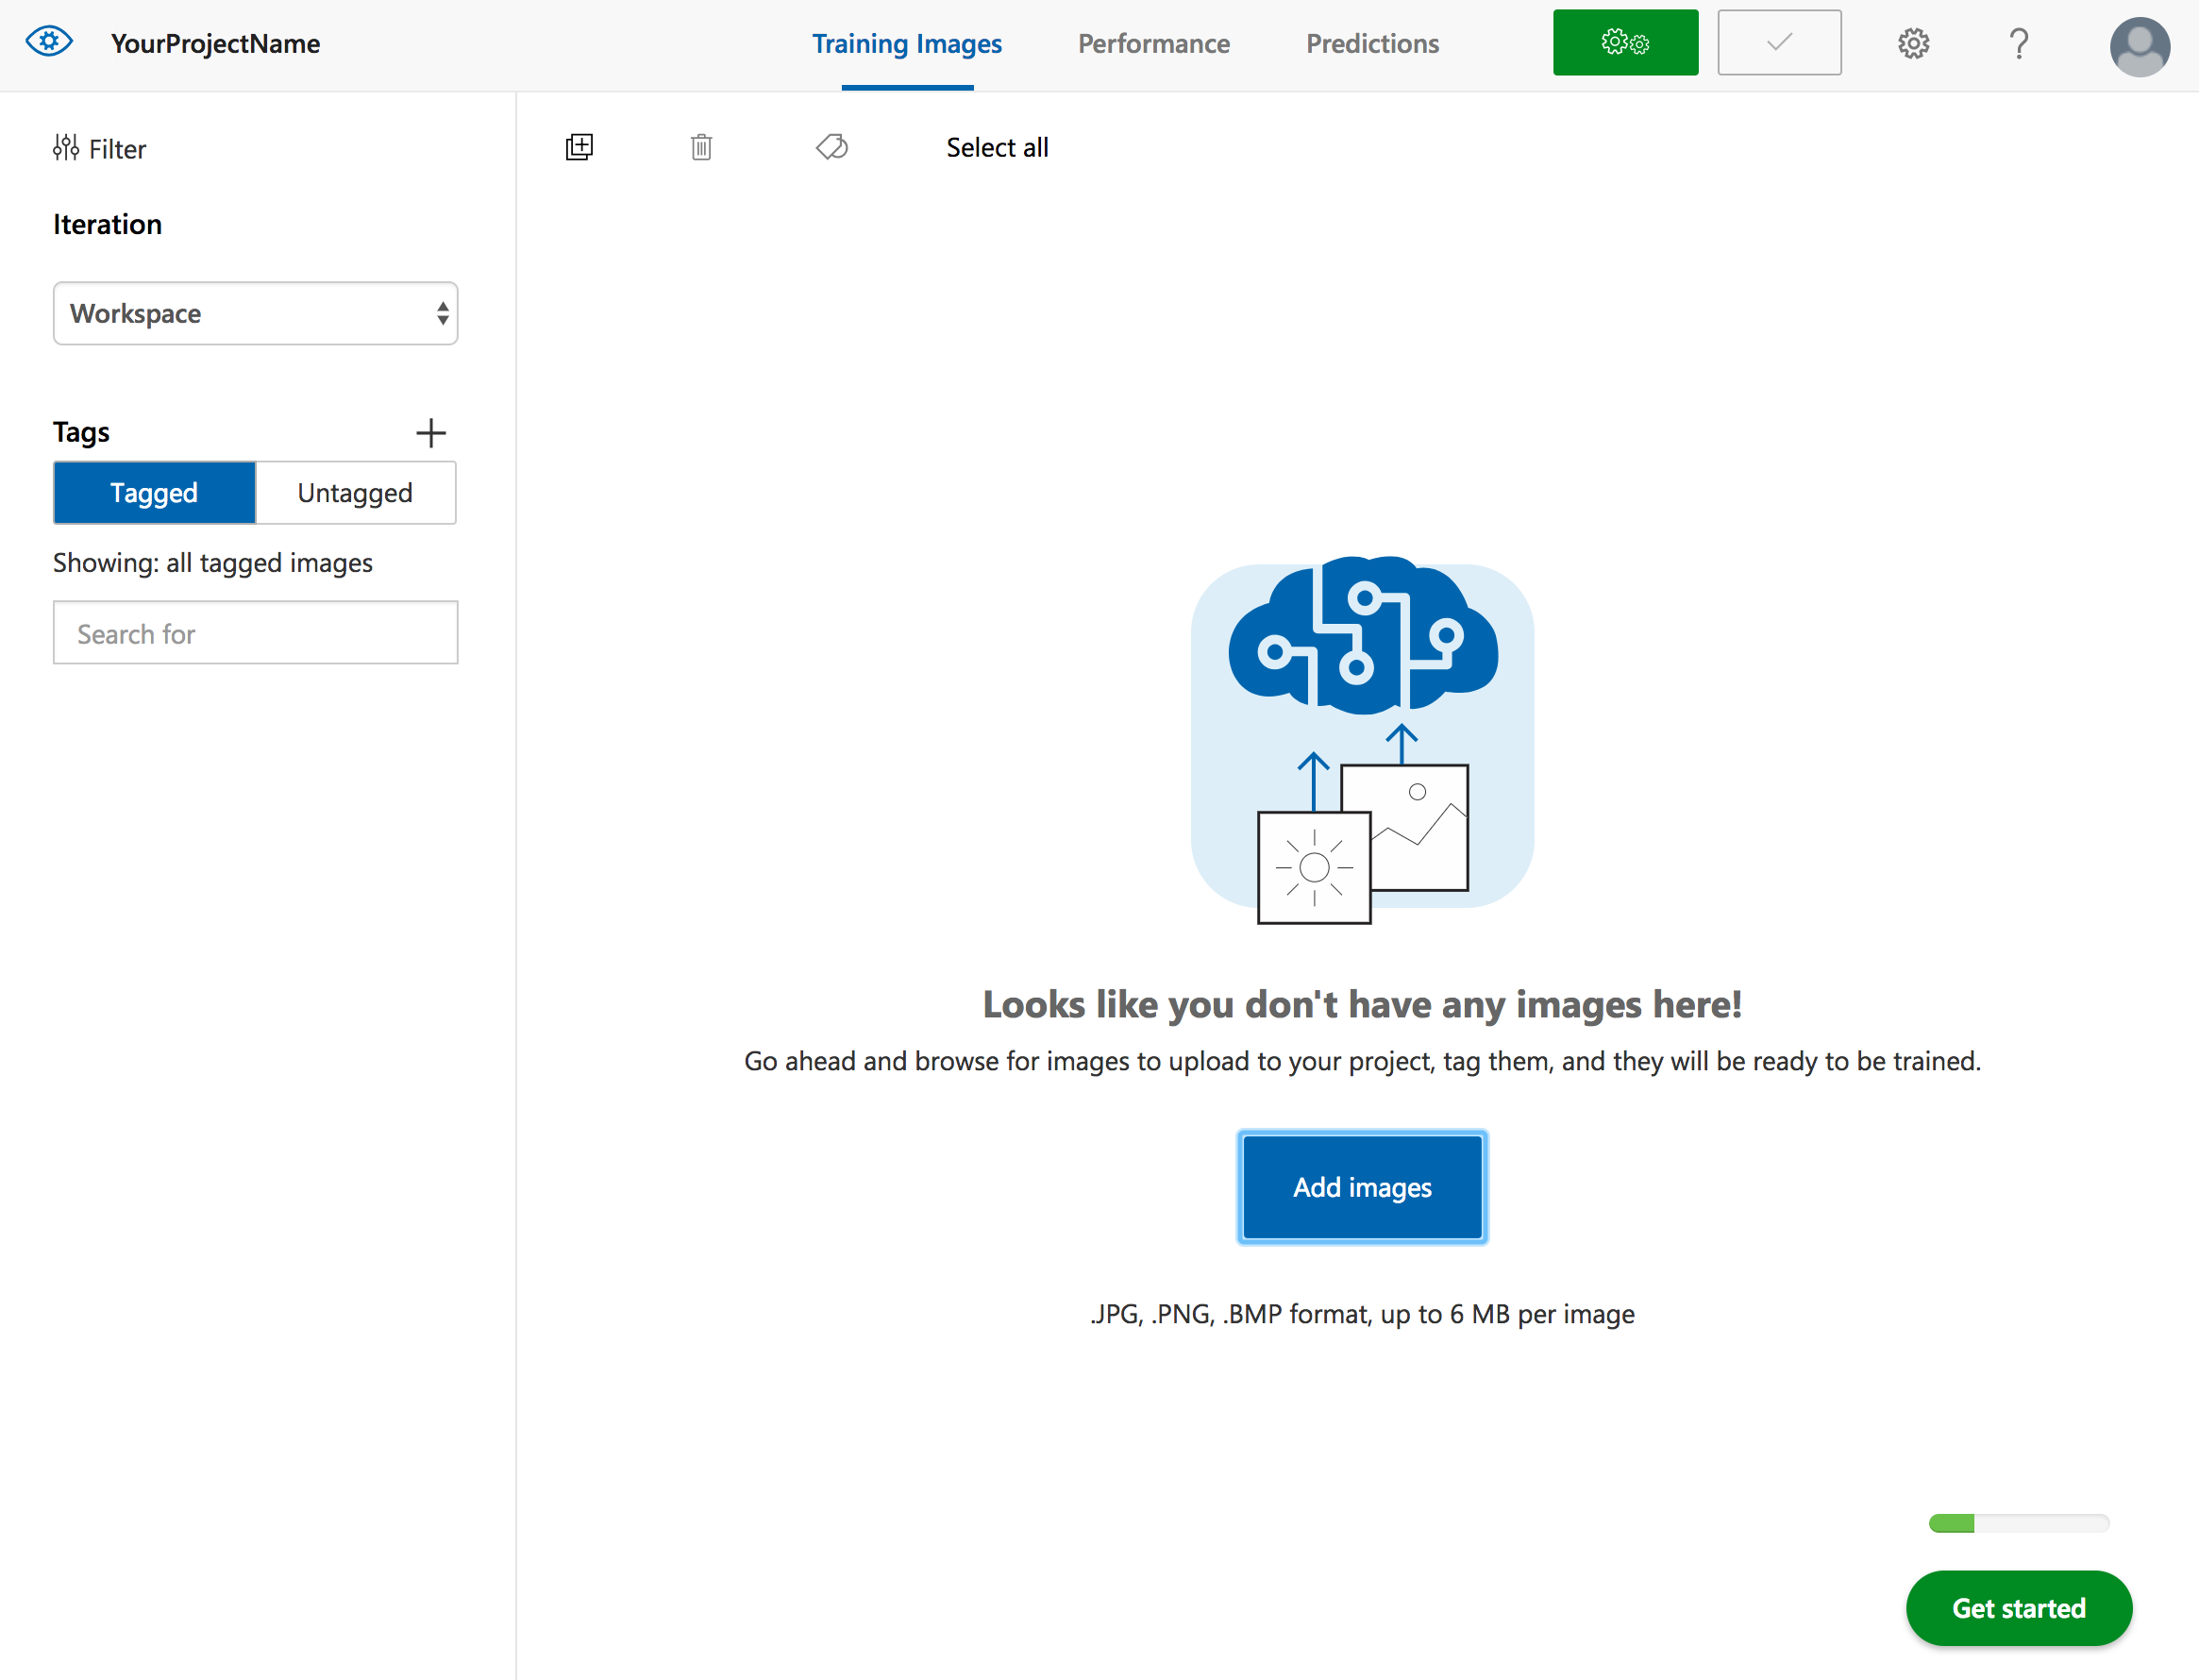 YourProjectName
Training Images
Performance
Predictions
?
Filter
Select all
Iteration
Workspace
Tags
Tagged
Untagged
Showing: all tagged images
Search for
Looks like you don't have any images here!
Go ahead and browse for images to upload to your project, tag them, and they will be ready to be trained.
Add images
.JPG, .PNG, .BMP format, up to 6 MB per image
Get started